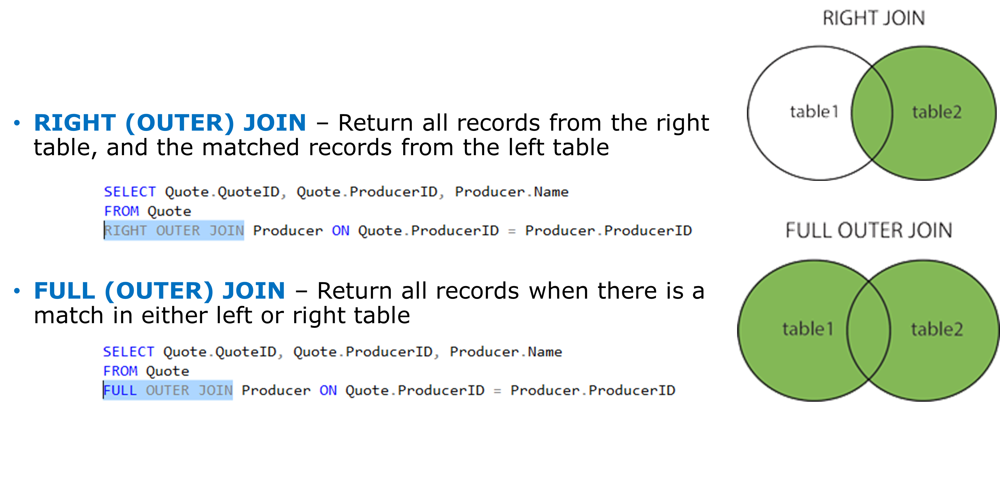 RIGHT JOIN
table1
table2
• RIGHT (OUTER) JOIN – Return all records from the right
table, and the matched records from the left table
SELECT Quote.QuoteID, Quote.ProducerID, Producer.Name
FROM Quote
RIGHT OUTER JOIN Producer ON Quote.ProducerID = Producer.ProducerID
FULL OUTER JOIN
table1
table2
• FULL (OUTER) JOIN – Return all records when there is a
match in either left or right table
SELECT Quote.QuoteID, Quote.ProducerID, Producer.Name
FROM Quote
FULL OUTER JOIN Producer ON Quote.ProducerID = Producer.ProducerID